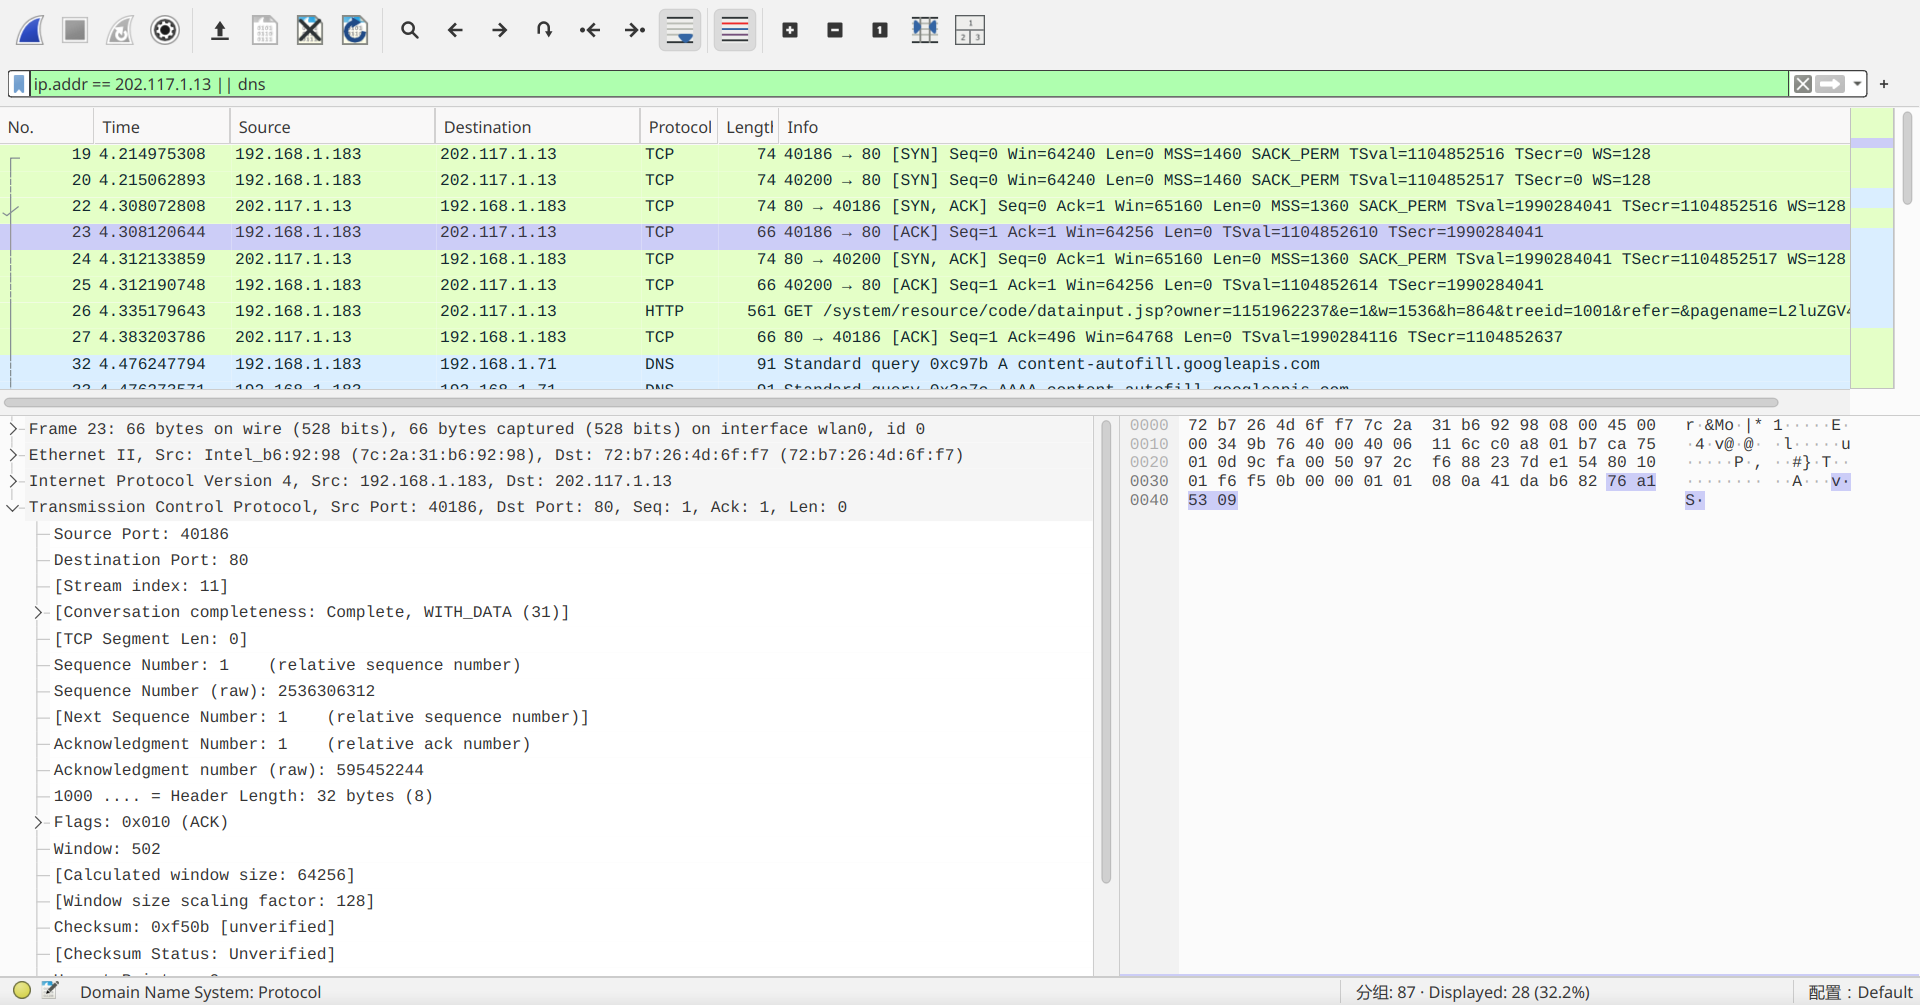 ip.addr == 202.117.1.13 || dns
No. Time Source Destination Protocol Lengtl Info
19 4.214975308 192.168.1.183 202.117.1.13 TCP 74 40186 → 80 [SYN] Seq=0 Win=64240 Len=0 MSS=1460 SACK_PERM TSval=1104852516 TSecr=0 WS=128
20 4.215062893 192.168.1.183 202.117.1.13 TCP 74 40200 → 80 [SYN] Seq=0 Win=64240 Len=0 MSS=1460 SACK_PERM TSval=1104852517 TSecr=0 WS=128
22 4.308072808 202.117.1.13 192.168.1.183 TCP 74 80 → 40186 [SYN, ACK] Seq=0 Ack=1 Win=65160 Len=0 MSS=1360 SACK_PERM TSval=1990284041 TSecr=1104852516 WS=128
23 4.308120644 192.168.1.183 202.117.1.13 TCP 66 40186 → 80 [ACK] Seq=1 Ack=1 Win=64256 Len=0 TSval=1104852610 TSecr=1990284041
24 4.312133859 202.117.1.13 192.168.1.183 TCP 74 80 → 40200 [SYN, ACK] Seq=0 Ack=1 Win=65160 Len=0 MSS=1360 SACK_PERM TSval=1990284041 TSecr=1104852517 WS=128
25 4.312190748 192.168.1.183 202.117.1.13 TCP 66 40200 → 80 [ACK] Seq=1 Ack=1 Win=64256 Len=0 TSval=1104852614 TSecr=1990284041
26 4.335179643 192.168.1.183 202.117.1.13 HTTP 561 GET /system/resource/code/datainput.jsp?owner=1151962237&e=1&w=1536&h=864&treeid=1001&refer=&pagename=L2luZGV4
27 4.383203786 202.117.1.13 192.168.1.183 TCP 66 80 → 40186 [ACK] Seq=1 Ack=496 Win=64768 Len=0 TSval=1990284116 TSecr=1104852637
32 4.476247794 192.168.1.183 192.168.1.71 DNS 91 Standard query 0xc97b A content-autofill.googleapis.com
33 4.476273571 192.168.1.183 192.168.1.71 DNS 91 Standard query 0x3a7c AAAA content-autofill.googleapis.com
Frame 23: 66 bytes on wire (528 bits), 66 bytes captured (528 bits) on interface wlan0, id 0
Ethernet II, Src: Intel_b6:92:98 (7c:2a:31:b6:92:98), Dst: 72:b7:26:4d:6f:f7 (72:b7:26:4d:6f:f7)
Internet Protocol Version 4, Src: 192.168.1.183, Dst: 202.117.1.13
Transmission Control Protocol, Src Port: 40186, Dst Port: 80, Seq: 1, Ack: 1, Len: 0
Source Port: 40186
Destination Port: 80
[Stream index: 11]
[Conversation completeness: Complete, WITH_DATA (31)]
[TCP Segment Len: 0]
Sequence Number: 1    (relative sequence number)
Sequence Number (raw): 2536306312
[Next Sequence Number: 1    (relative sequence number)]
Acknowledgment Number: 1    (relative ack number)
Acknowledgment number (raw): 595452244
1000 .... = Header Length: 32 bytes (8)
Flags: 0x010 (ACK)
Window: 502
[Calculated window size: 64256]
[Window size scaling factor: 128]
Checksum: 0xf50b [unverified]
[Checksum Status: Unverified]
0000 72 b7 26 4d 6f f7 7c 2a 31 b6 92 98 08 00 45 00 r·&Mo·|* 1·····E·
0010 00 34 9b 76 40 00 40 06 11 6c c0 a8 01 b7 ca 75 ·4·v@·@· ·l·····u
0020 01 0d 9c fa 00 50 97 2c f6 88 23 7d e1 54 80 10 ·····P·, ··#}·T··
0030 01 f6 f5 0b 00 00 01 01 08 0a 41 da b6 82 76 a1 ········ ··A···v·
0040 53 09 S·
Domain Name System: Protocol
分组: 87 · Displayed: 28 (32.2%)
配置：Default